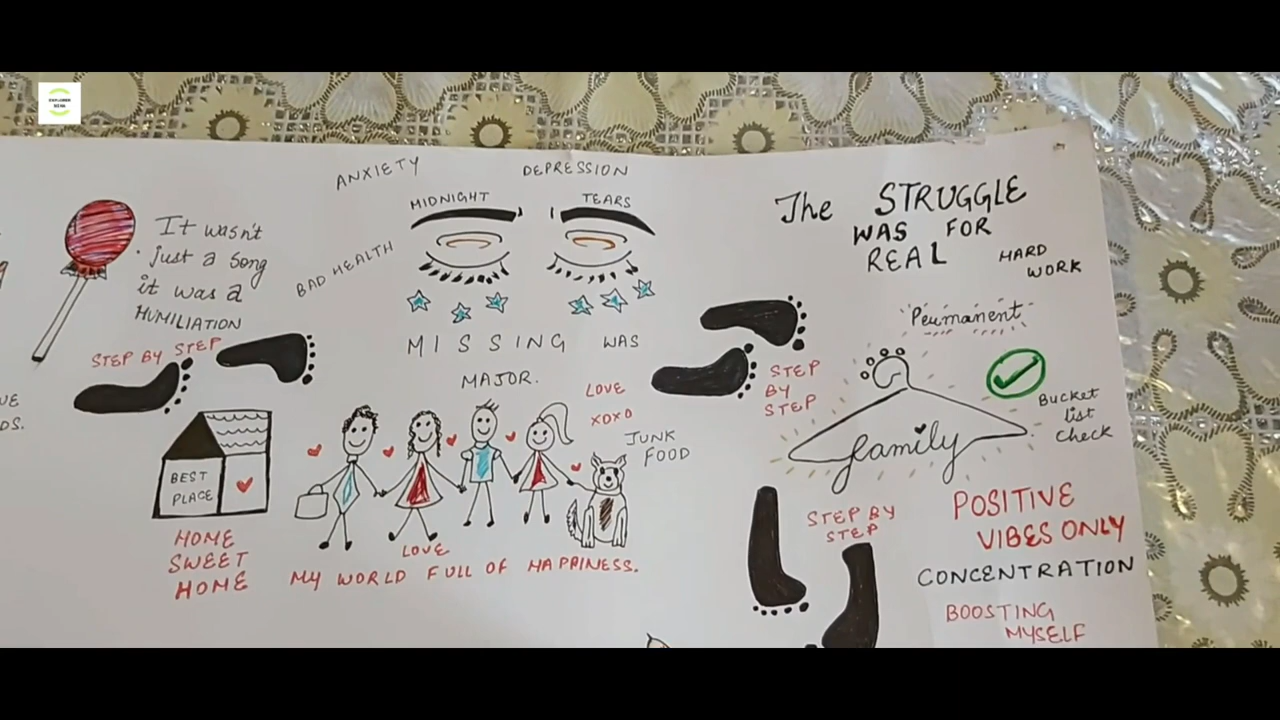 EXPLORER
It wasn't
just a song
it was a
HUMILIATION
STEP BY STEP
ANXIETY
DEPRESSION
MIDNIGHT
TEARS
BAD HEALTH
MISSING WAS
MAJOR.
The STRUGGLE
WAS FOR
REAL
HARD
WORK
Permanent
STEP
BY
STEP
family
Bucket
list
check
LOVE
XOXO
JUNK
FOOD
BEST
PLACE
HOME
SWEET
HOME
LOVE
MY WORLD FULL OF HAPPINESS.
STEP BY
STEP
POSITIVE
VIBES ONLY
CONCENTRATION
BOOSTING
MYSELF